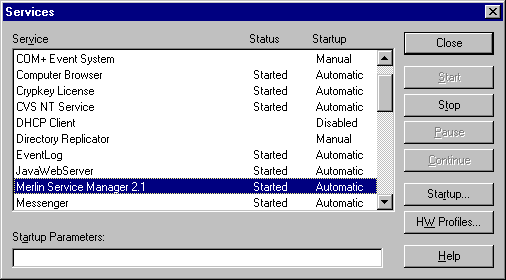 Services
Service Status Startup
COM+ Event System Manual
Computer Browser Started Automatic
Crypkey License Started Automatic
CVS NT Service Started Automatic
DHCP Client Disabled
Directory Replicator Manual
EventLog Started Automatic
JavaWebServer Started Automatic
Merlin Service Manager 2.1 Started Automatic
Messenger Started Automatic
Startup Parameters:
Close
Start
Stop
Pause
Continue
Startup...
HW Profiles...
Help